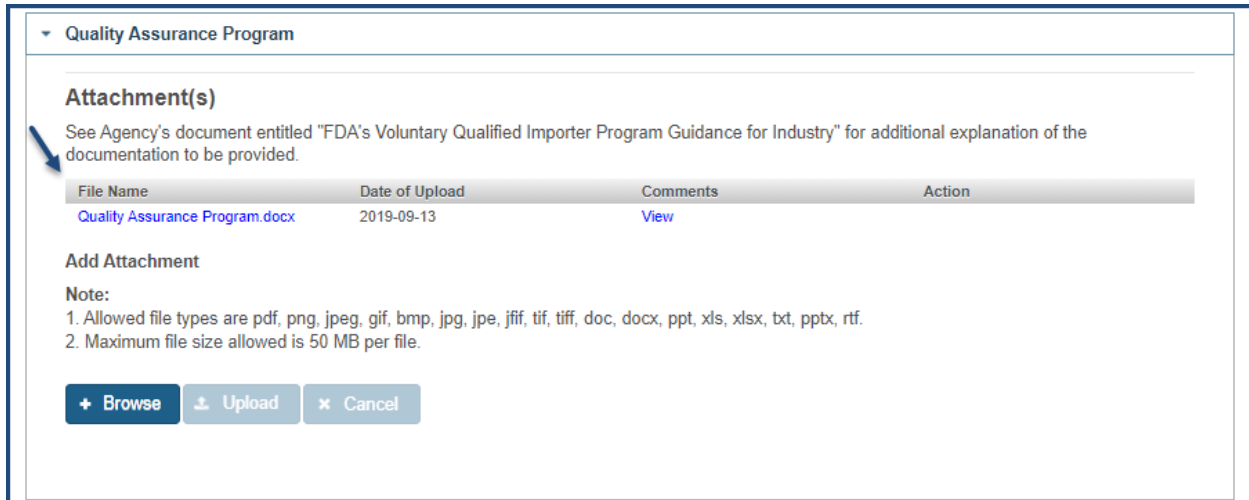 Quality Assurance Program
Attachment(s)
See Agency's document entitled "FDA's Voluntary Qualified Importer Program Guidance for Industry" for additional explanation of the
documentation to be provided.
File Name Date of Upload Comments Action
Quality Assurance Program.docx 2019-09-13 View
Add Attachment
Note:
1. Allowed file types are pdf, png, jpeg, gif, bmp, jpg, jpe, jfif, tif, tiff, doc, docx, ppt, xls, xlsx, txt, pptx, rtf.
2. Maximum file size allowed is 50 MB per file.
+ Browse Upload × Cancel